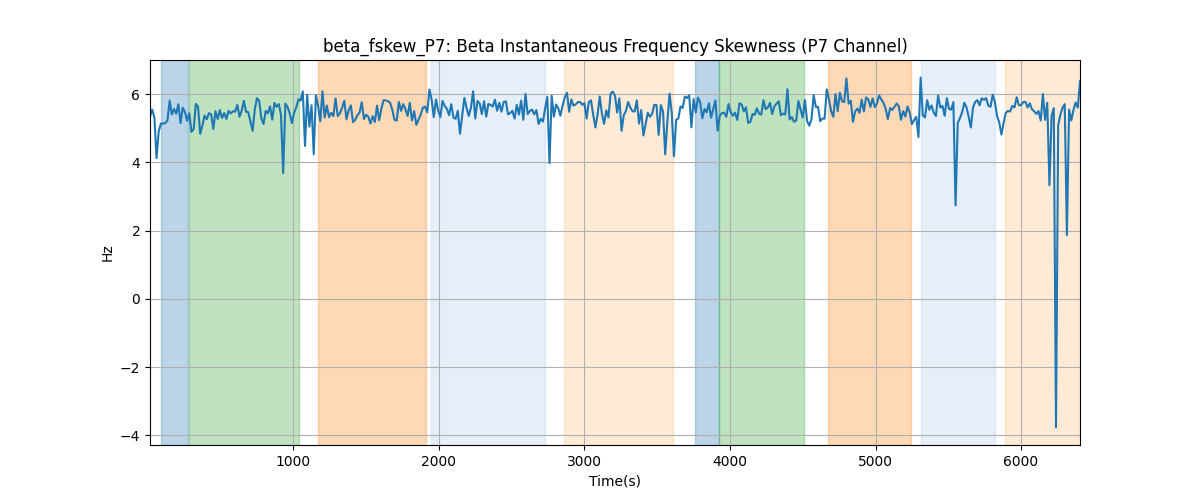 beta_fskew_P7: Beta Instantaneous Frequency Skewness (P7 Channel)
6
4
2
0
−2
−4
Hz
1000 2000 3000 4000 5000 6000
Time(s)